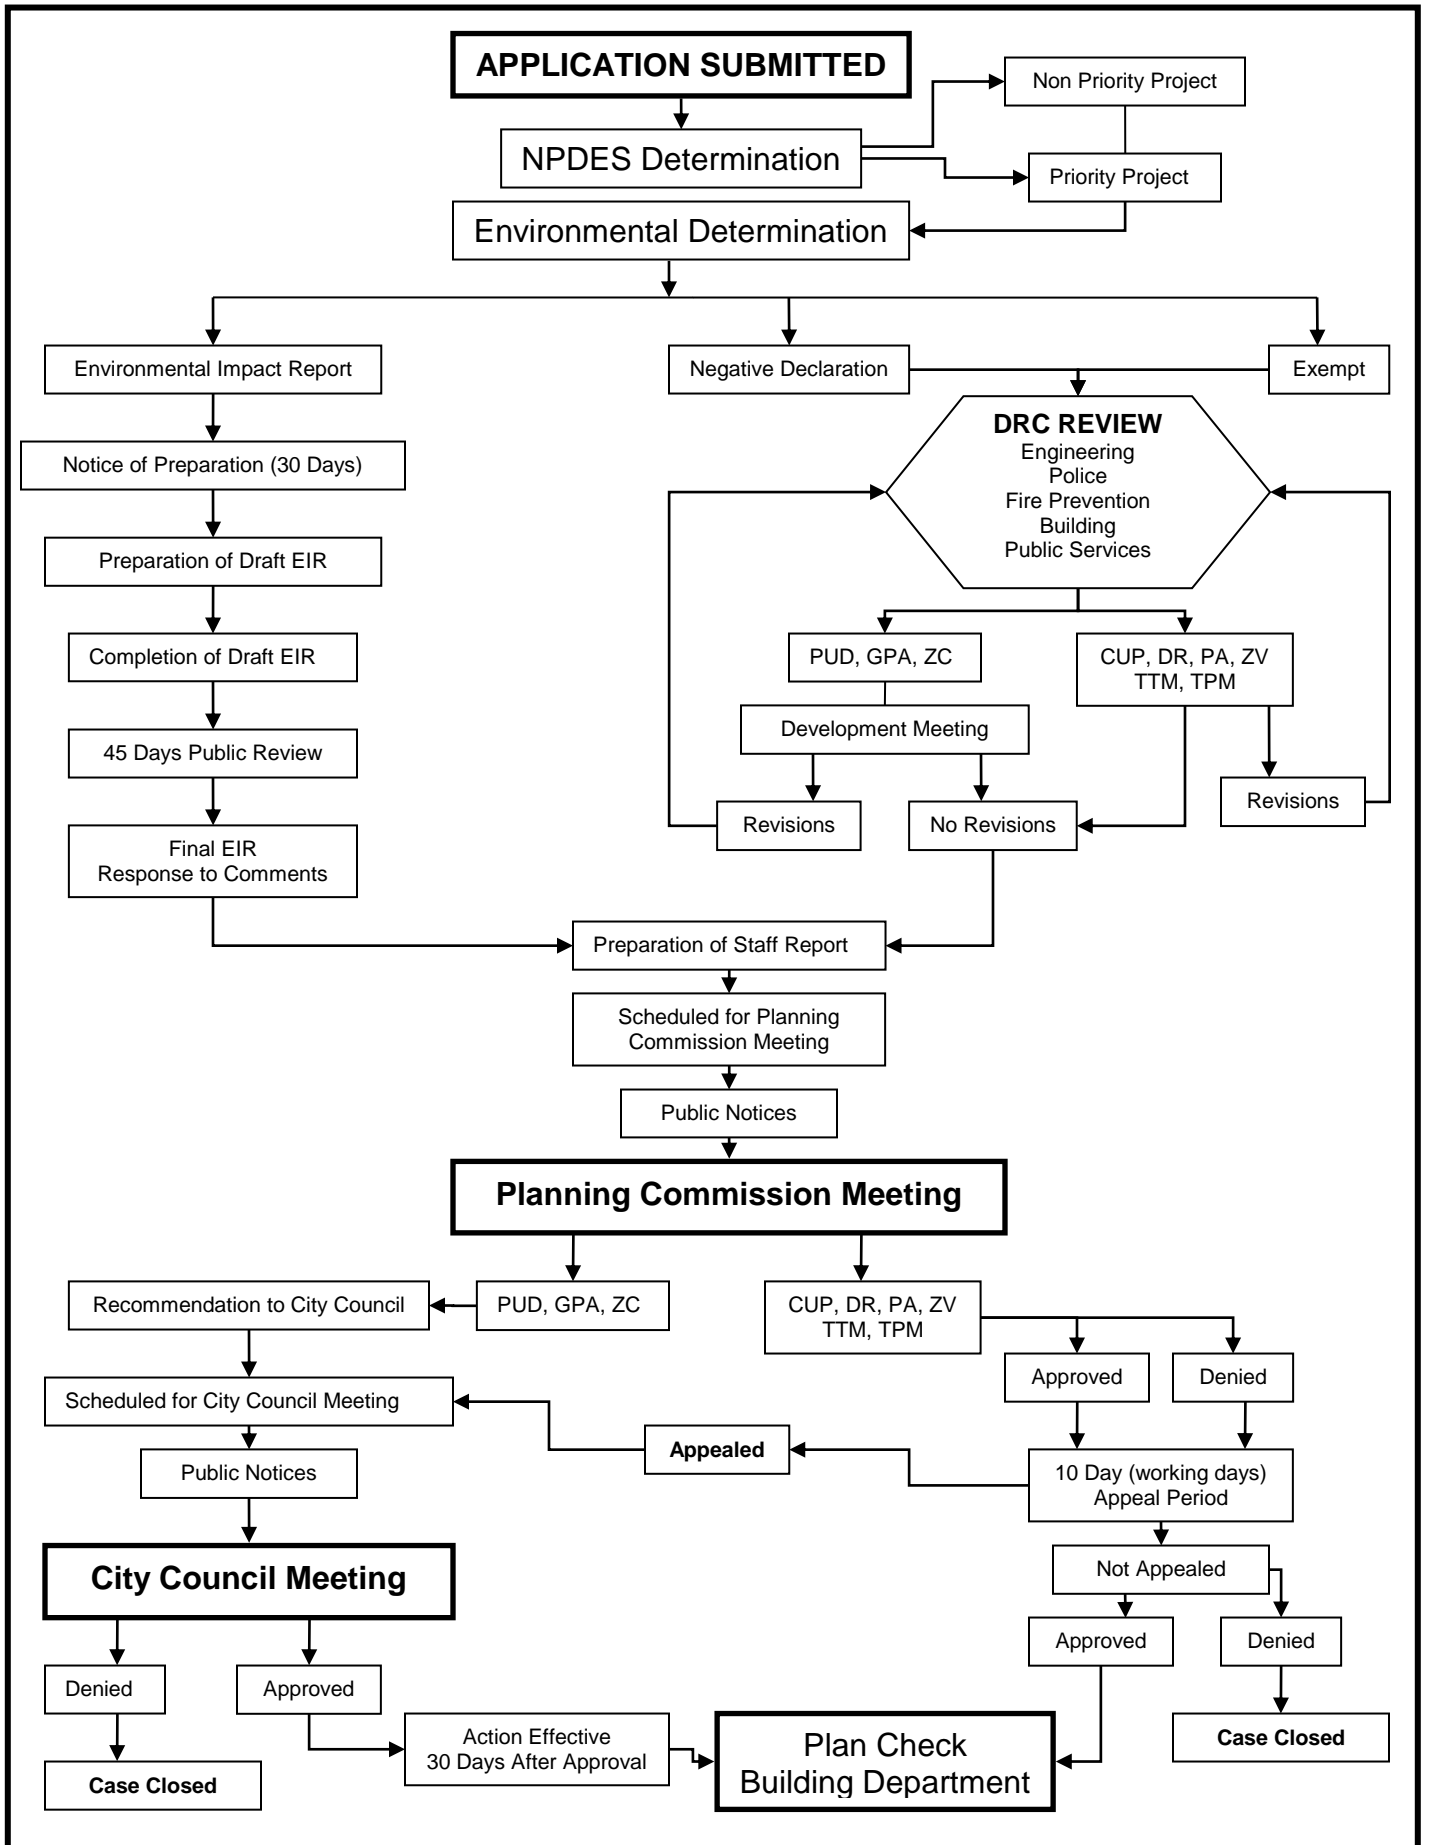 APPLICATION SUBMITTED
Non Priority Project
NPDES Determination
Priority Project
Environmental Determination
Environmental Impact Report
Negative Declaration
Exempt
DRC REVIEW
Engineering
Police
Fire Prevention
Building
Public Services
Notice of Preparation (30 Days)
Preparation of Draft EIR
Completion of Draft EIR
45 Days Public Review
Final EIR
Response to Comments
PUD, GPA, ZC
CUP, DR, PA, ZV
TTM, TPM
Development Meeting
Revisions
No Revisions
Revisions
Preparation of Staff Report
Scheduled for Planning
Commission Meeting
Public Notices
Planning Commission Meeting
Recommendation to City Council
PUD, GPA, ZC
CUP, DR, PA, ZV
TTM, TPM
Approved
Denied
Scheduled for City Council Meeting
Appealed
10 Day (working days)
Appeal Period
Public Notices
City Council Meeting
Not Appealed
Approved
Denied
Denied
Approved
Action Effective
30 Days After Approval
Plan Check
Building Department
Case Closed
Case Closed